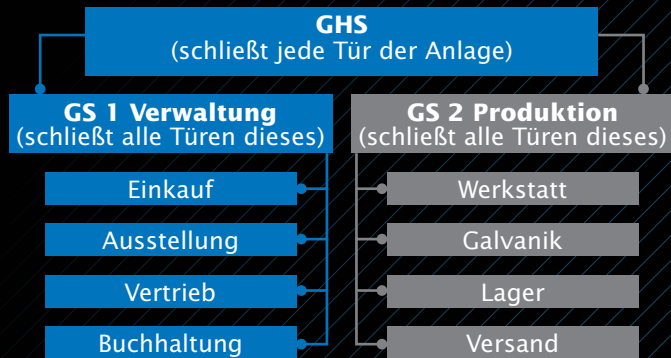 GHS
(schließt jede Tür der Anlage)
GS 1 Verwaltung
(schließt alle Türen dieses)
Einkauf
Ausstellung
Vertrieb
Buchhaltung
GS 2 Produktion
(schließt alle Türen dieses)
Werkstatt
Galvanik
Lager
Versand